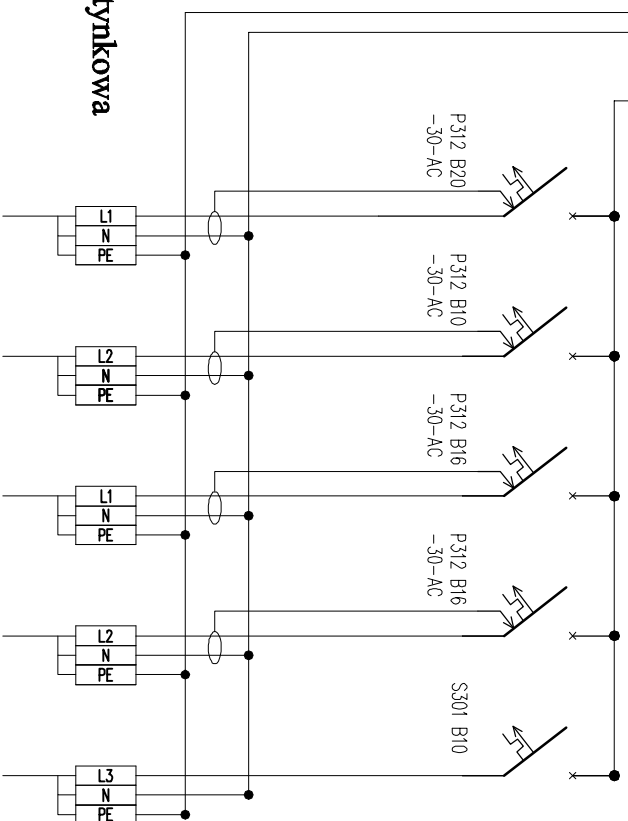 tynkowa
P312 B20
-30-AC
L1
N
PE
P312 B10
-30-AC
L2
N
PE
P312 B16
-30-AC
L1
N
PE
P312 B16
-30-AC
L2
N
PE
S301 B10
L3
N
PE